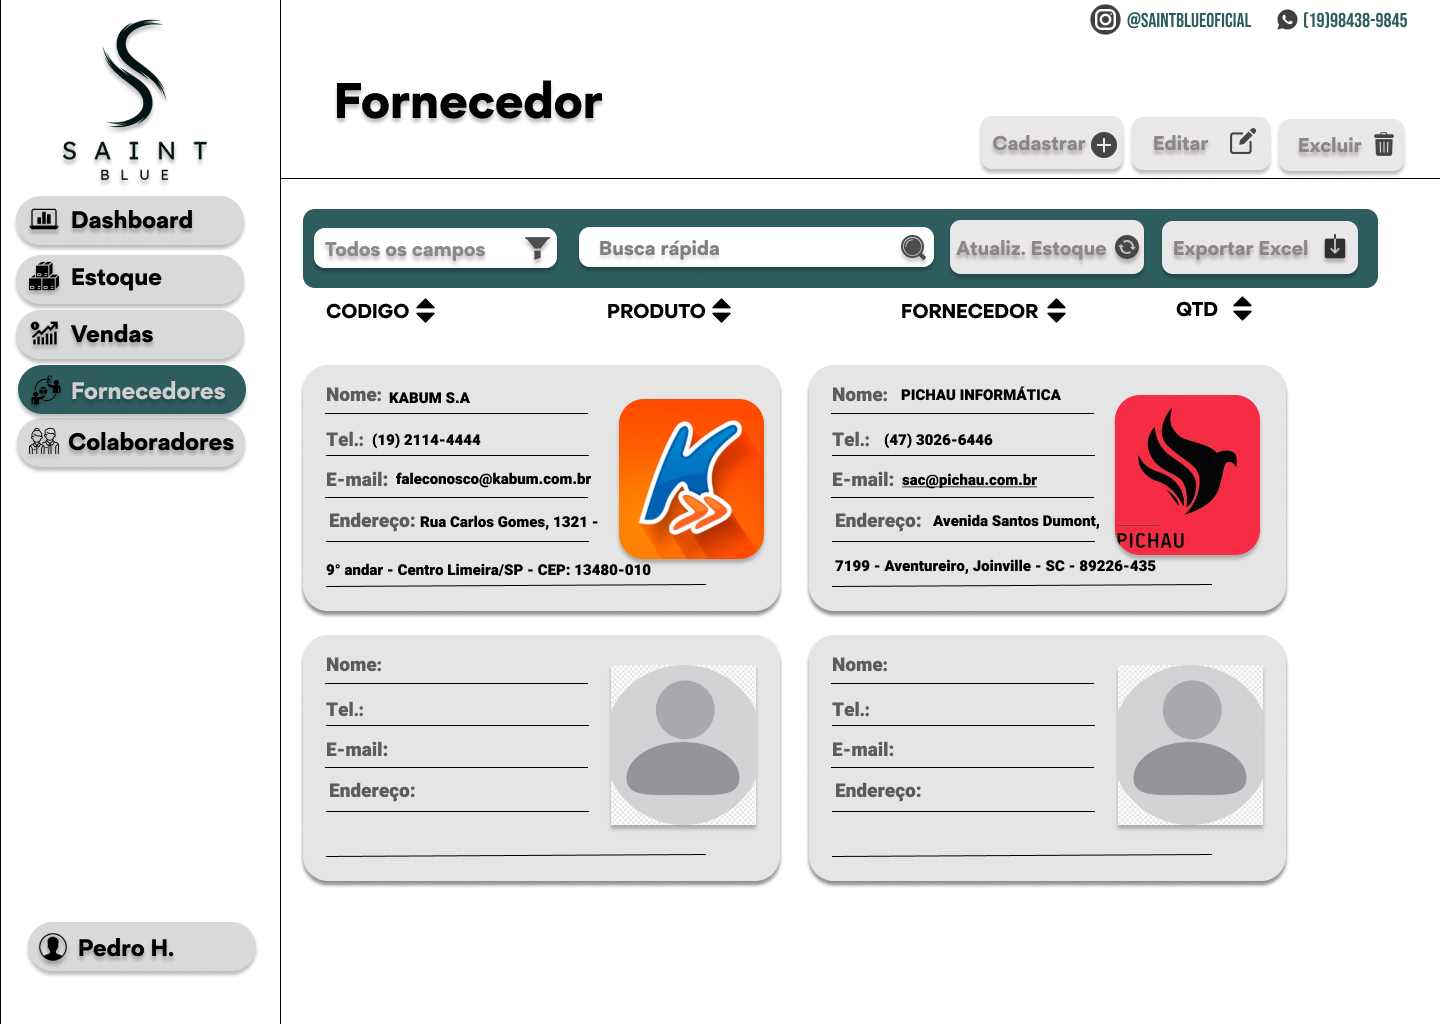 @SAINTBLUEOFICIAL (19)98438-9845
SAINT
BLUE
Fornecedor
Cadastrar Editar Excluir
Dashboard
Estoque
Vendas
Fornecedores
Colaboradores
Pedro H.
Todos os campos Busca rápida Atualiz. Estoque Exportar Excel
CODIGO PRODUTO FORNECEDOR QTD
Nome: KABUM S.A
Tel.: (19) 2114-4444
E-mail: faleconosco@kabum.com.br
Endereço: Rua Carlos Gomes, 1321 -
9° andar - Centro Limeira/SP - CEP: 13480-010
Nome: PICHAU INFORMÁTICA
Tel.: (47) 3026-6446
E-mail: sac@pichau.com.br
Endereço: Avenida Santos Dumont,
7199 - Aventureiro, Joinville - SC - 89226-435
PICHAU
Nome:
Tel.:
E-mail:
Endereço:
Nome:
Tel.:
E-mail:
Endereço: